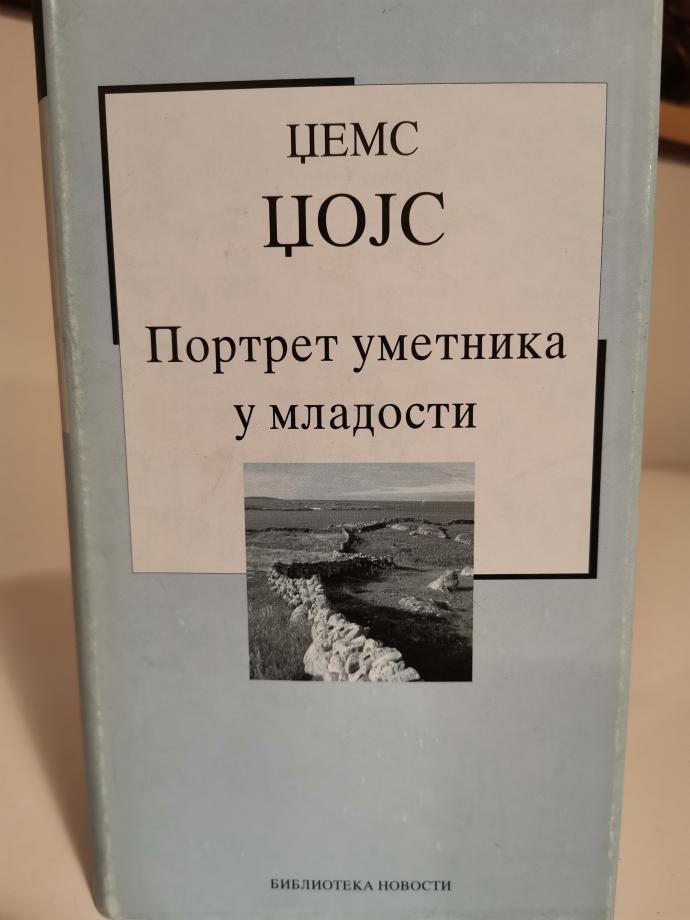 ЏЕМС
ЏОЈС
Портрет уметника
у младости
БИБЛИОТЕКА НОВОСТИ